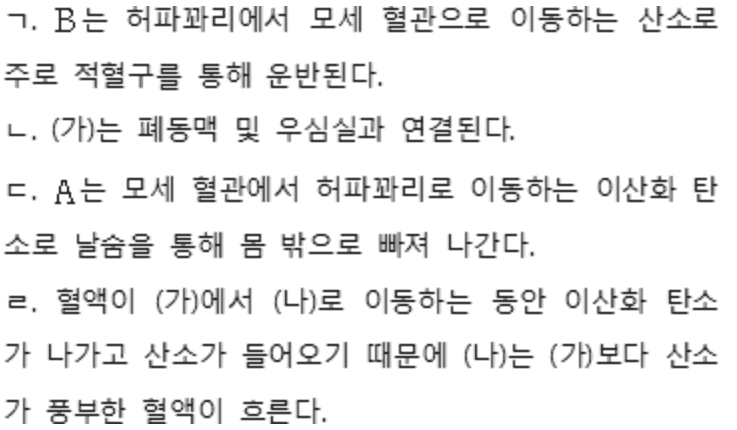 ㄱ. B는 허파꽈리에서 모세 혈관으로 이동하는 산소로
주로 적혈구를 통해 운반된다.
ㄴ. (가)는 폐동맥 및 우심실과 연결된다.
ㄷ. A는 모세 혈관에서 허파꽈리로 이동하는 이산화 탄
소로 날숨을 통해 몸 밖으로 빠져 나간다.
ㄹ. 혈액이 (가)에서 (나)로 이동하는 동안 이산화 탄소
가 나가고 산소가 들어오기 때문에 (나)는 (가)보다 산소
가 풍부한 혈액이 흐른다.